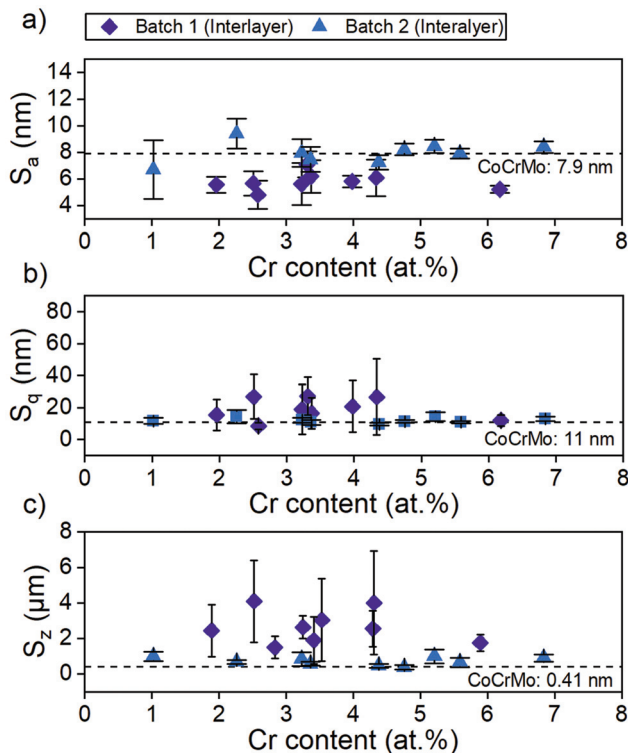 a)
Batch 1 (Interlayer) Batch 2 (Interalyer)
14
12
10
8
6
4
Sa (nm)
CoCrMo: 7.9 nm
0 1 2 3 4 5 6 7 8
Cr content (at.%)
b)
80
60
40
20
0
Sq (nm)
CoCrMo: 11 nm
0 1 2 3 4 5 6 7 8
Cr content (at.%)
c)
8
6
4
2
0
Sz (µm)
CoCrMo: 0.41 nm
0 1 2 3 4 5 6 7 8
Cr content (at.%)